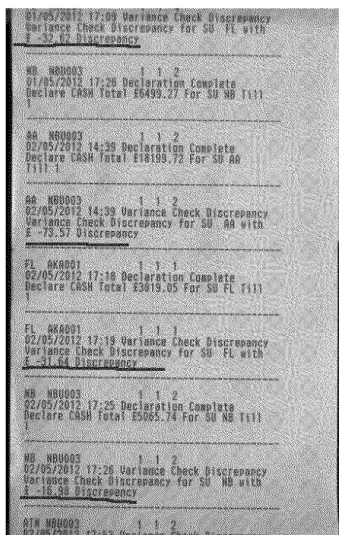 01/05/2012 17:09 Variance Check Discrepancy
Variance Check Discrepancy for SU FL with
£ -32.62 Discrepancy
NB NBU003 1 1 2
01/05/2012 17:26 Declaration Complete
Declare CASH Total £6499.27 For SU NB Till
1
AA NBU003 1 1 2
02/05/2012 14:39 Declaration Complete
Declare CASH Total £18199.72 For SU AA
Till 1
AA NBU003 1 1 2
02/05/2012 14:39 Variance Check Discrepancy
Variance Check Discrepancy for SU AA with
£ -73.57 Discrepancy
FL AKA001 1 1 1
02/05/2012 17:18 Declaration Complete
Declare CASH Total £3019.05 For SU FL Till
1
FL AKA001 1 1 1
02/05/2012 17:19 Variance Check Discrepancy
Variance Check Discrepancy for SU FL with
£ -31.64 Discrepancy
NB NBU003 1 1 2
02/05/2012 17:25 Declaration Complete
Declare CASH Total £5065.74 For SU NB Till
1
NB NBU003 1 1 2
02/05/2012 17:26 Variance Check Discrepancy
Variance Check Discrepancy for SU NB with
£ -16.98 Discrepancy
ATN NBU003 1 1 2